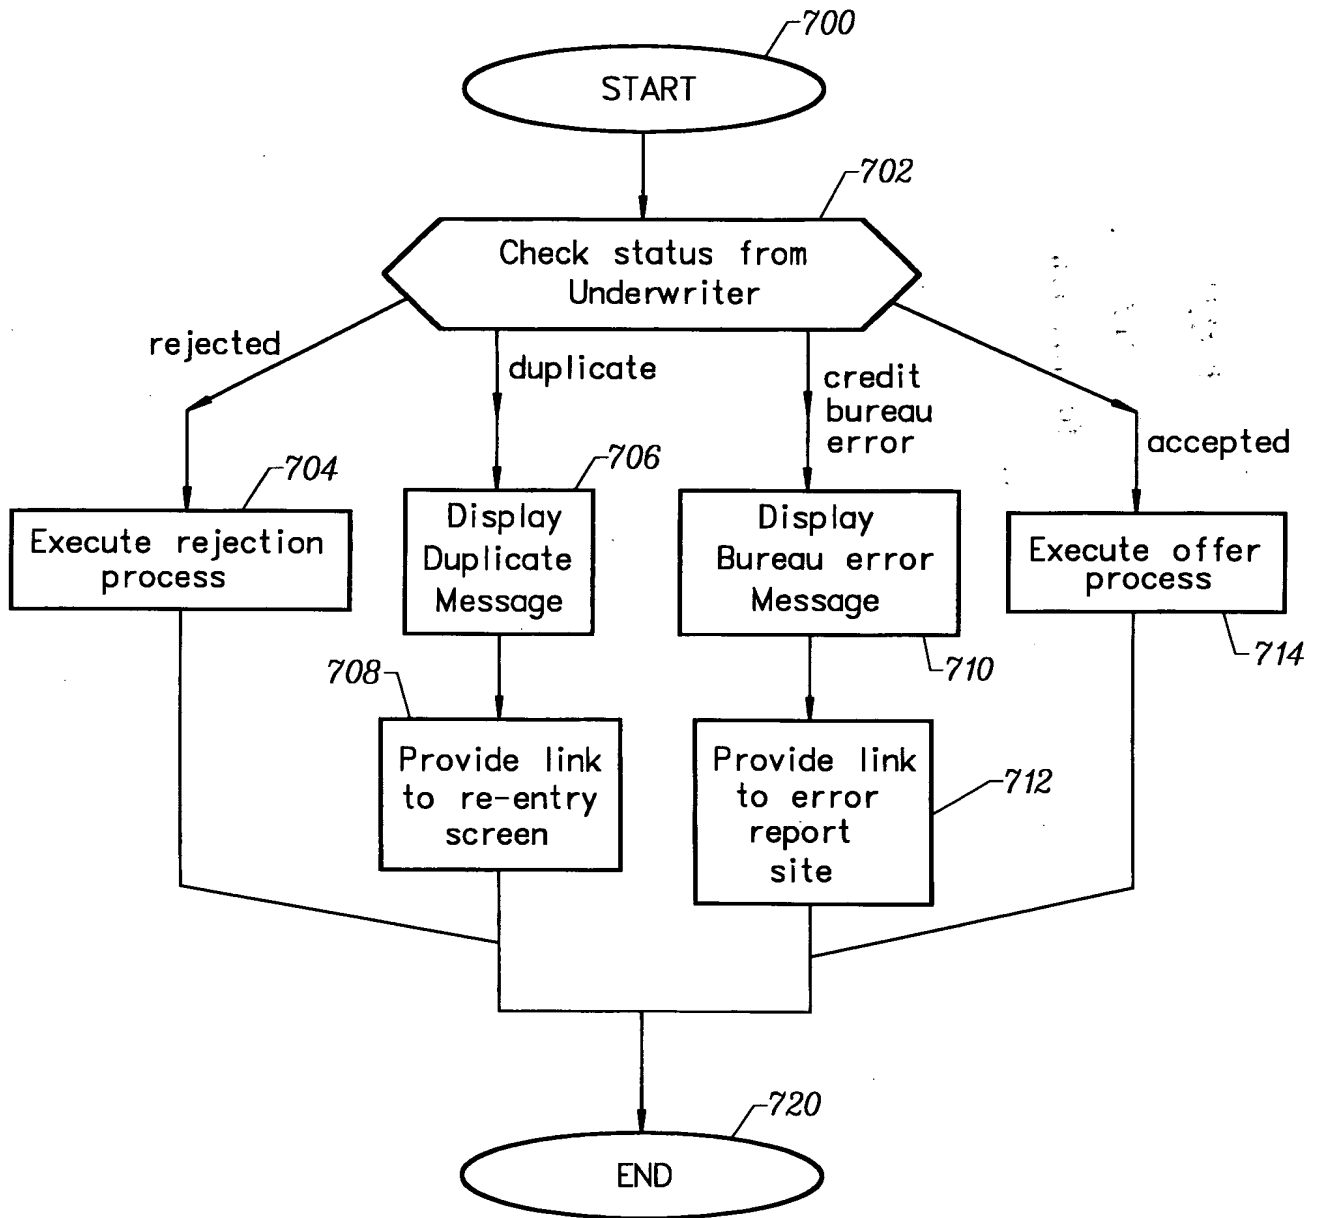 700
START
702
Check status from
Underwriter
rejected
duplicate
credit
bureau
error
accepted
704
Execute rejection
process
706
Display
Duplicate
Message
Display
Bureau error
Message
710
Execute offer
process
714
708
Provide link
to re-entry
screen
Provide link
to error
report
site
712
720
END